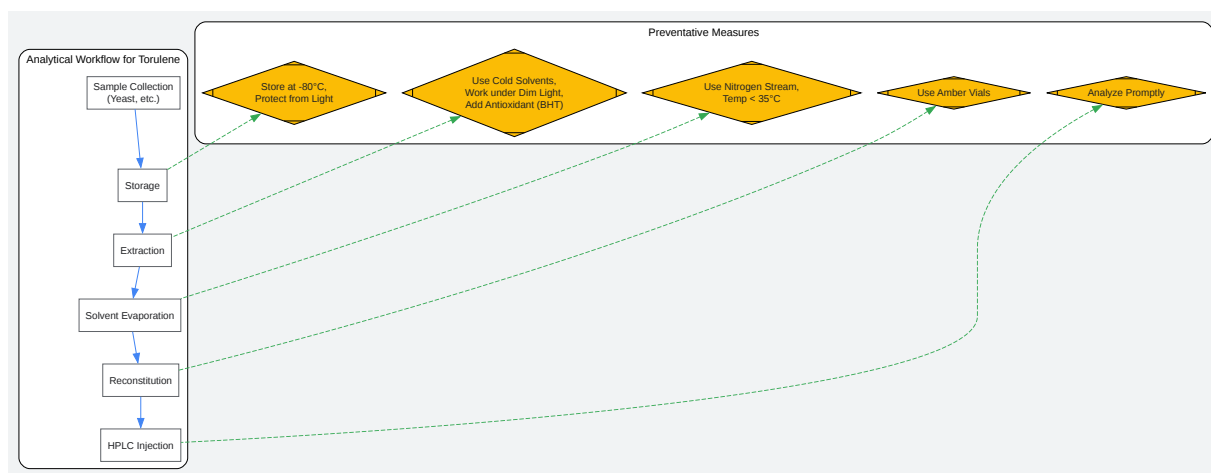 Preventative Measures
Analytical Workflow for Torulene
Sample Collection
(Yeast, etc.)
Store at -80°C,
Protect from Light
Use Cold Solvents,
Work under Dim Light,
Add Antioxidant (BHT)
Use Nitrogen Stream,
Temp < 35°C
Use Amber Vials
Analyze Promptly
Storage
Extraction
Solvent Evaporation
Reconstitution
HPLC Injection